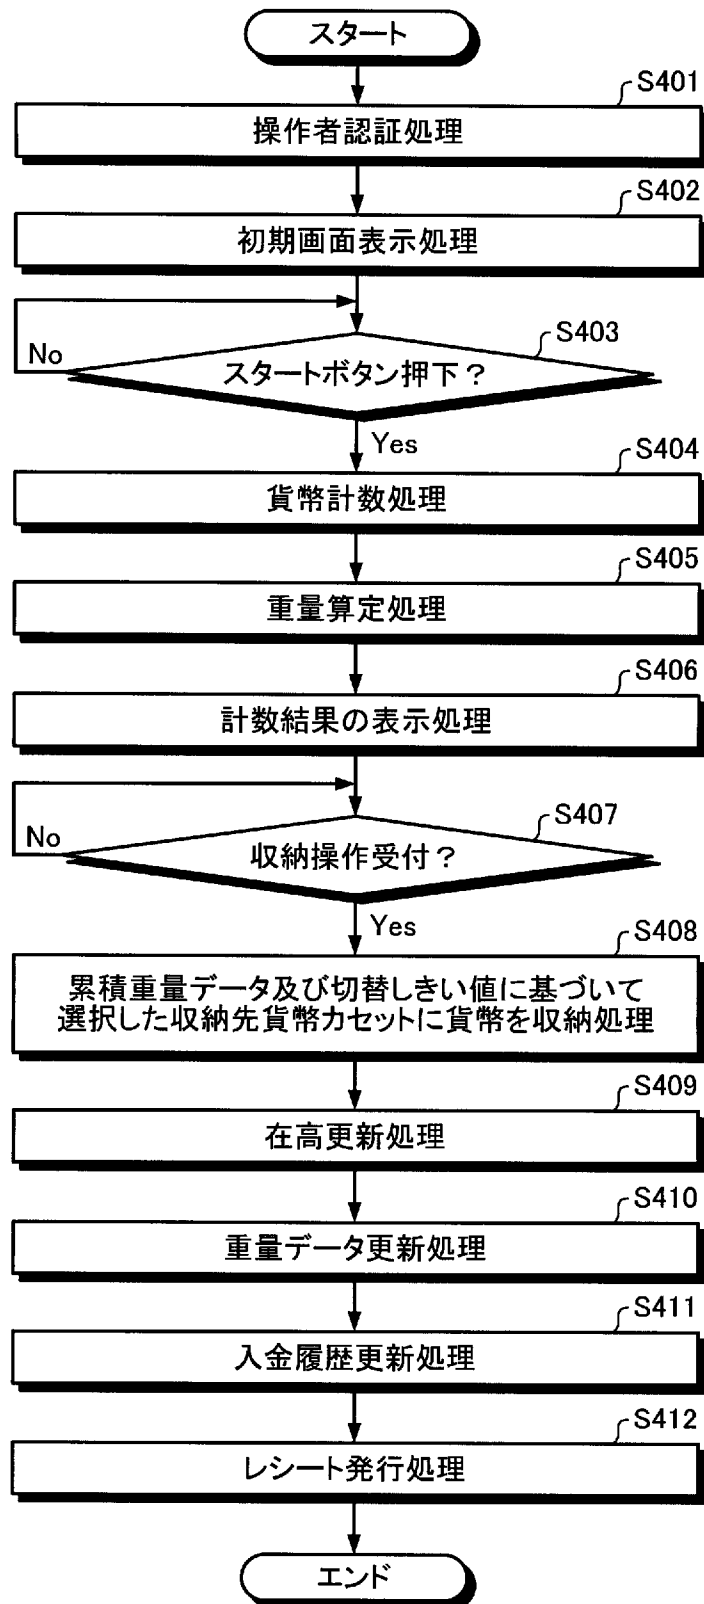 スタート
S401
操作者認証処理
S402
初期画面表示処理
S403
No
スタートボタン押下？
Yes
S404
貨幣計数処理
S405
重量算定処理
S406
計数結果の表示処理
S407
No
収納操作受付？
Yes
S408
累積重量データ及び切替しきい値に基づいて
選択した収納先貨幣カセットに貨幣を収納処理
S409
在高更新処理
S410
重量データ更新処理
S411
入金履歴更新処理
S412
レシート発行処理
エンド